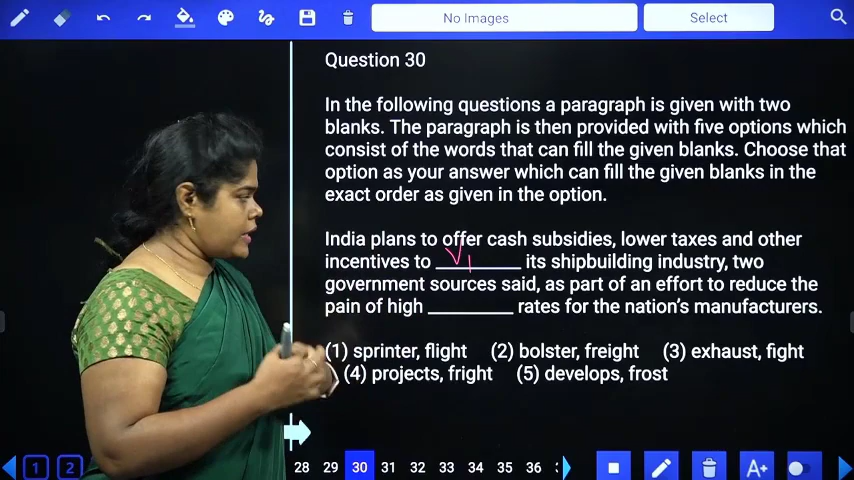 No Images
Select
Question 30
In the following questions a paragraph is given with two
blanks. The paragraph is then provided with five options which
consist of the words that can fill the given blanks. Choose that
option as your answer which can fill the given blanks in the
exact order as given in the option.
India plans to offer cash subsidies, lower taxes and other
V1
incentives to ________ its shipbuilding industry, two
government sources said, as part of an effort to reduce the
pain of high ________ rates for the nation's manufacturers.
(1) sprinter, flight (2) bolster, freight (3) exhaust, fight
(4) projects, fright (5) develops, frost
1 2 28 29 30 31 32 33 34 35 36 A+